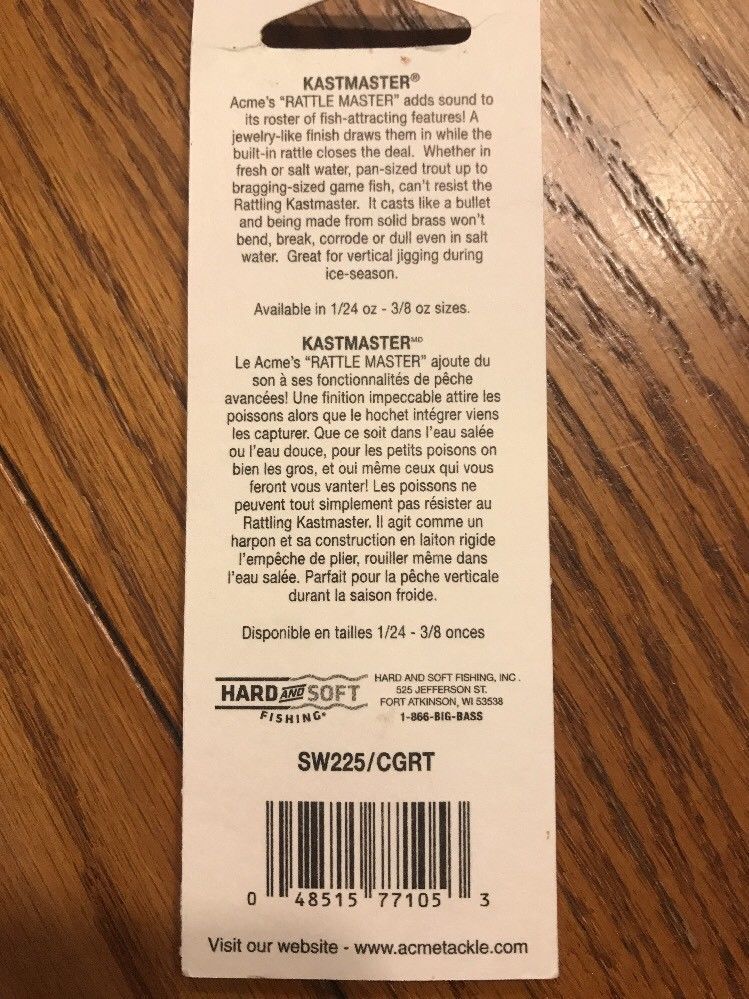 KASTMASTER®
Acme's "RATTLE MASTER" adds sound to
its roster of fish-attracting features! A
jewelry-like finish draws them in while the
built-in rattle closes the deal. Whether in
fresh or salt water, pan-sized trout up to
bragging-sized game fish, can't resist the
Rattling Kastmaster. It casts like a bullet
and being made from solid brass won't
bend, break, corrode or dull even in salt
water. Great for vertical jigging during
ice-season.
Available in 1/24 oz - 3/8 oz sizes.
KASTMASTERᴹᴰ
Le Acme's "RATTLE MASTER" ajoute du
son à ses fonctionnalités de pêche
avancées! Une finition impeccable attire les
poissons alors que le hochet intégrer viens
les capturer. Que ce soit dans l'eau salée
ou l'eau douce, pour les petits poisons on
bien les gros, et oui même ceux qui vous
feront vous vanter! Les poissons ne
peuvent tout simplement pas résister au
Rattling Kastmaster. Il agit comme un
harpon et sa construction en laiton rigide
l'empêche de plier, rouiller même dans
l'eau salée. Parfait pour la pêche verticale
durant la saison froide.
Disponible en tailles 1/24 - 3/8 onces
HARD AND SOFT
FISHING®
HARD AND SOFT FISHING, INC.
525 JEFFERSON ST.
FORT ATKINSON, WI 53538
1-866-BIG-BASS
SW225/CGRT
0 48515 77105 3
Visit our website - www.acmetackle.com